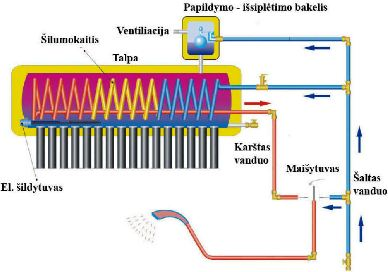 Papildymo - išsiplėtimo bakelis
Ventiliacija
Šilumokaitis
Talpa
Karštas
vanduo
Maišytuvas
Šaltas
vanduo
El. šildytuvas